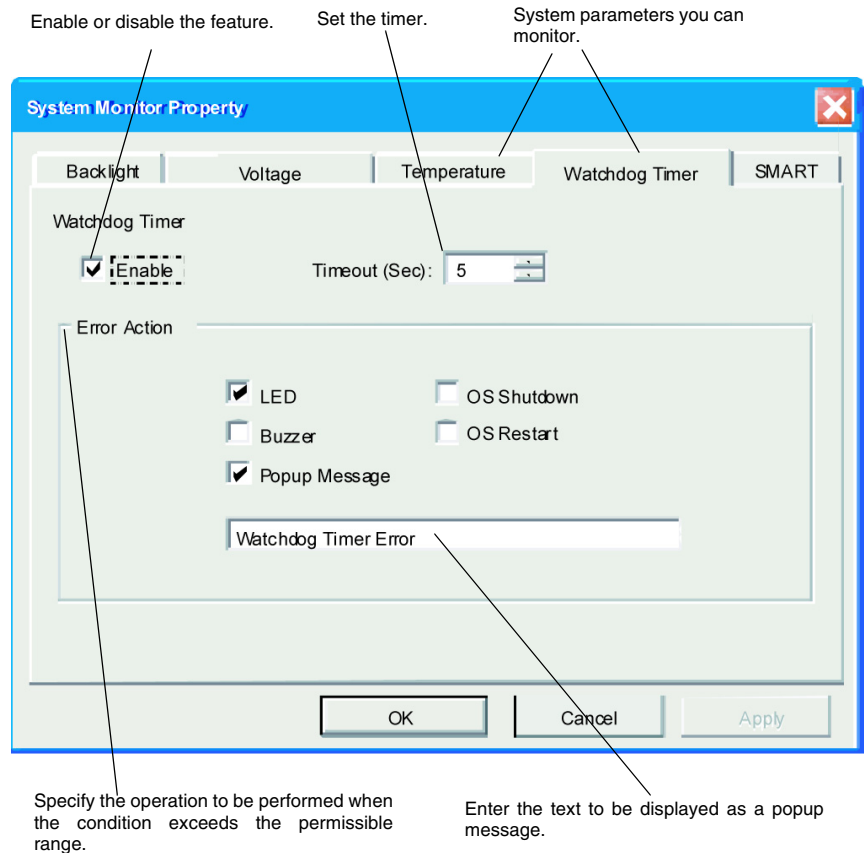 Enable or disable the feature.
Set the timer.
System parameters you can
monitor.
System Monitor Property
Backlight
Voltage
Temperature
Watchdog Timer
SMART
Watchdog Timer
Enable
Timeout (Sec):
5
Error Action
LED
OS Shutdown
Buzzer
OS Restart
Popup Message
Watchdog Timer Error
OK
Cancel
Apply
Specify the operation to be performed when
the condition exceeds the permissible
range.
Enter the text to be displayed as a popup
message.